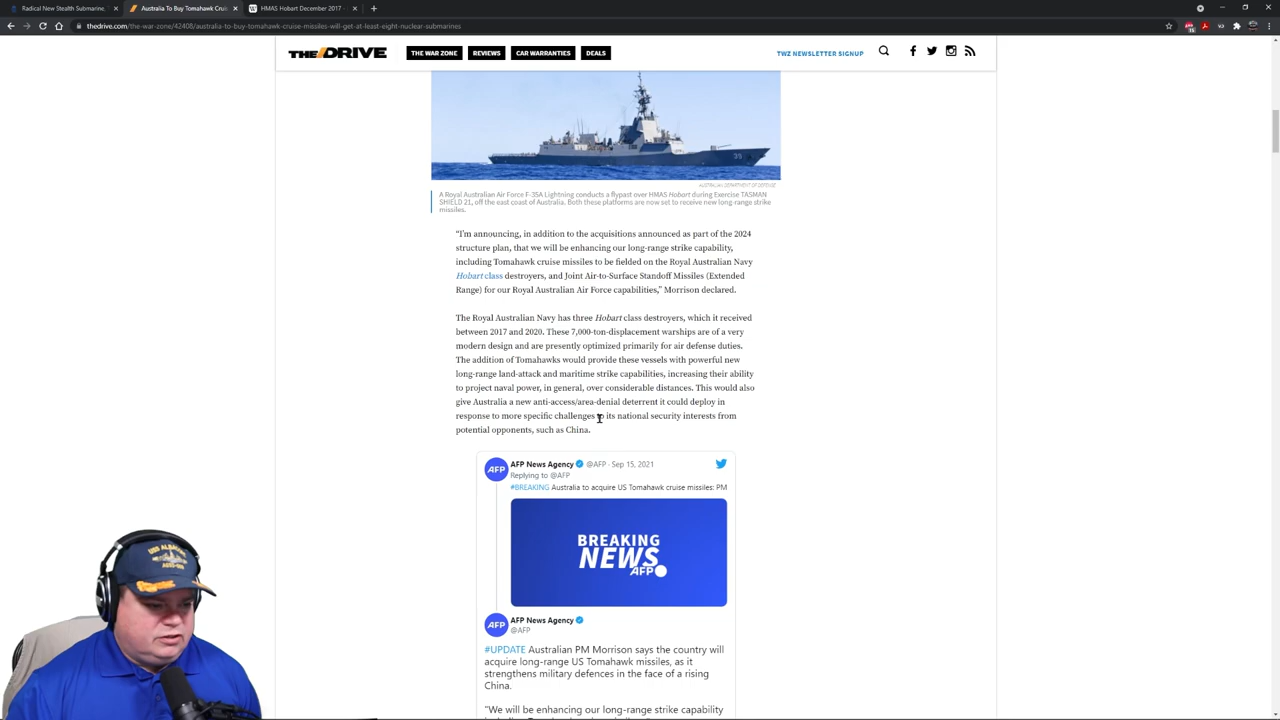 Radical New Stealth Submarine,
Australia To Buy Tomahawk Crui
HMAS Hobart December 2017 -
thedrive.com/the-war-zone/42408/australia-to-buy-tomahawk-cruise-missiles-will-get-at-least-eight-nuclear-submarines
THE DRIVE
THE WAR ZONE
REVIEWS
CAR WARRANTIES
DEALS
TWZ NEWSLETTER SIGNUP
AUSTRALIAN DEPARTMENT OF DEFENSE
A Royal Australian Air Force F-35A Lightning conducts a flypast over HMAS Hobart during Exercise TASMAN
SHIELD 21, off the east coast of Australia. Both these platforms are now set to receive new long-range strike
missiles.
“I’m announcing, in addition to the acquisitions announced as part of the 2024
structure plan, that we will be enhancing our long-range strike capability,
including Tomahawk cruise missiles to be fielded on the Royal Australian Navy
Hobart class destroyers, and Joint Air-to-Surface Standoff Missiles (Extended
Range) for our Royal Australian Air Force capabilities,” Morrison declared.
The Royal Australian Navy has three Hobart class destroyers, which it received
between 2017 and 2020. These 7,000-ton-displacement warships are of a very
modern design and are presently optimized primarily for air defense duties.
The addition of Tomahawks would provide these vessels with powerful new
long-range land-attack and maritime strike capabilities, increasing their ability
to project naval power, in general, over considerable distances. This would also
give Australia a new anti-access/area-denial deterrent it could deploy in
response to more specific challenges to its national security interests from
potential opponents, such as China.
AFP
AFP News Agency @AFP · Sep 15, 2021
Replying to @AFP
#BREAKING Australia to acquire US Tomahawk cruise missiles: PM
BREAKING
NEWS
AFP
AFP
AFP News Agency
@AFP
#UPDATE Australian PM Morrison says the country will
acquire long-range US Tomahawk missiles, as it
strengthens military defences in the face of a rising
China.
"We will be enhancing our long-range strike capability
USS ALBANY